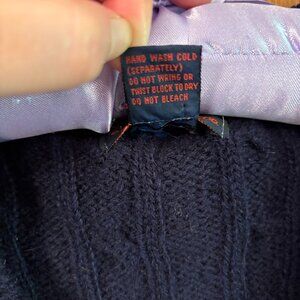 HAND WASH COLD
(SEPARATELY)
DO NOT WRING OR
TWIST BLOCK TO DRY
DO NOT BLEACH